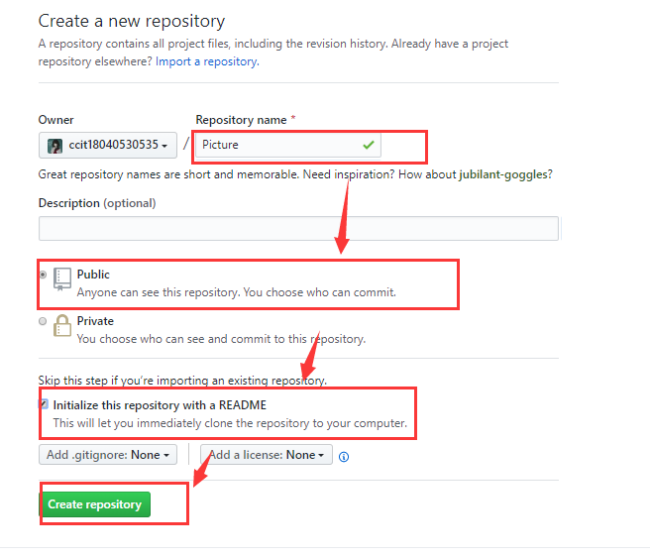 Create a new repository
A repository contains all project files, including the revision history. Already have a project
repository elsewhere? Import a repository.
Owner
Repository name *
ccit18040530535 / Picture
Great repository names are short and memorable. Need inspiration? How about jubilant-goggles?
Description (optional)
Public
Anyone can see this repository. You choose who can commit.
Private
You choose who can see and commit to this repository.
Skip this step if you're importing an existing repository.
Initialize this repository with a README
This will let you immediately clone the repository to your computer.
Add .gitignore: None
Add a license: None
Create repository